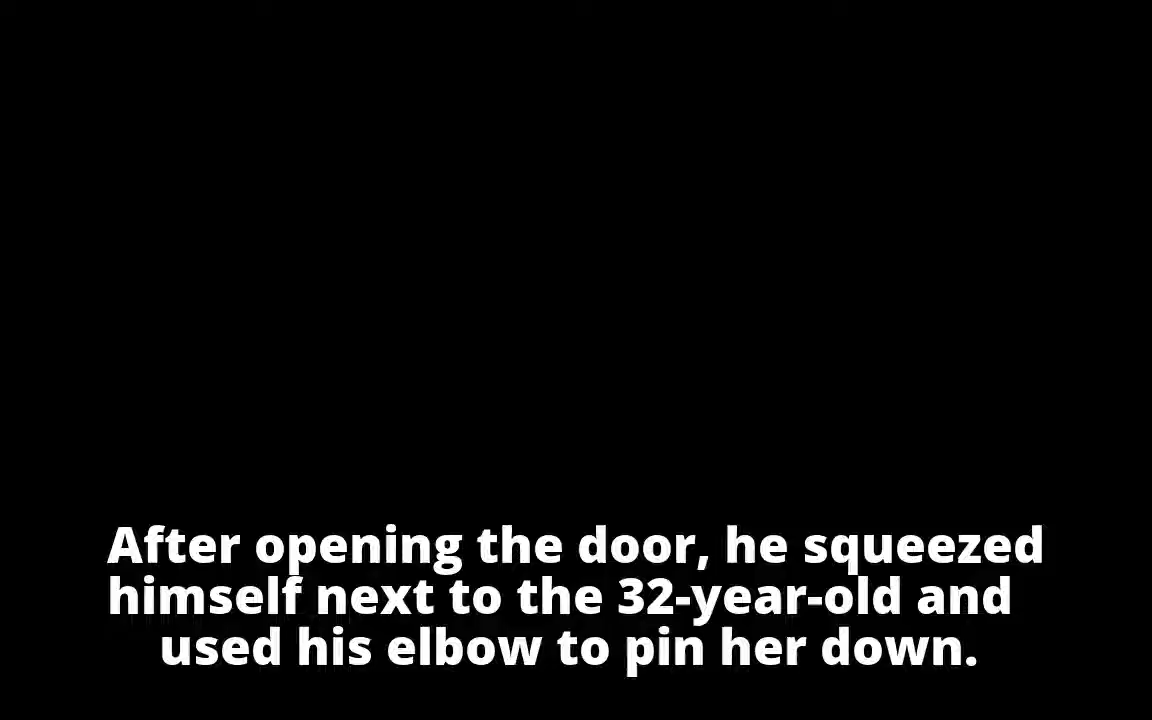 After opening the door, he squeezed
himself next to the 32-year-old and
used his elbow to pin her down.